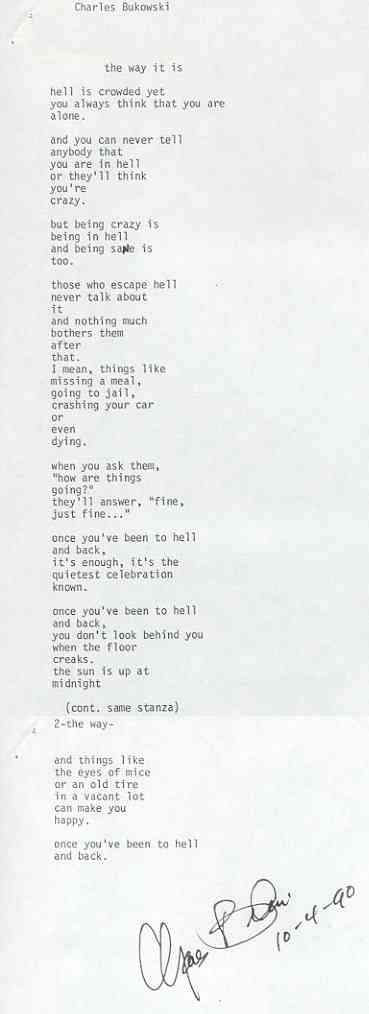 Charles Bukowski
the way it is
hell is crowded yet
you always think that you are
alone.
and you can never tell
anybody that
you are in hell
or they'll think
you're
crazy.
but being crazy is
being in hell
and being sane is
too.
those who escape hell
never talk about
it
and nothing much
bothers them
after
that.
I mean, things like
missing a meal,
going to jail,
crashing your car
or
even
dying.
when you ask them,
"how are things
going?"
they'll answer, "fine,
just fine..."
once you've been to hell
and back,
it's enough, it's the
quietest celebration
known.
once you've been to hell
and back,
you don't look behind you
when the floor
creaks.
the sun is up at
midnight
(cont. same stanza)
2-the way-
and things like
the eyes of mice
or an old tire
in a vacant lot
can make you
happy.
once you've been to hell
and back.
10-4-90